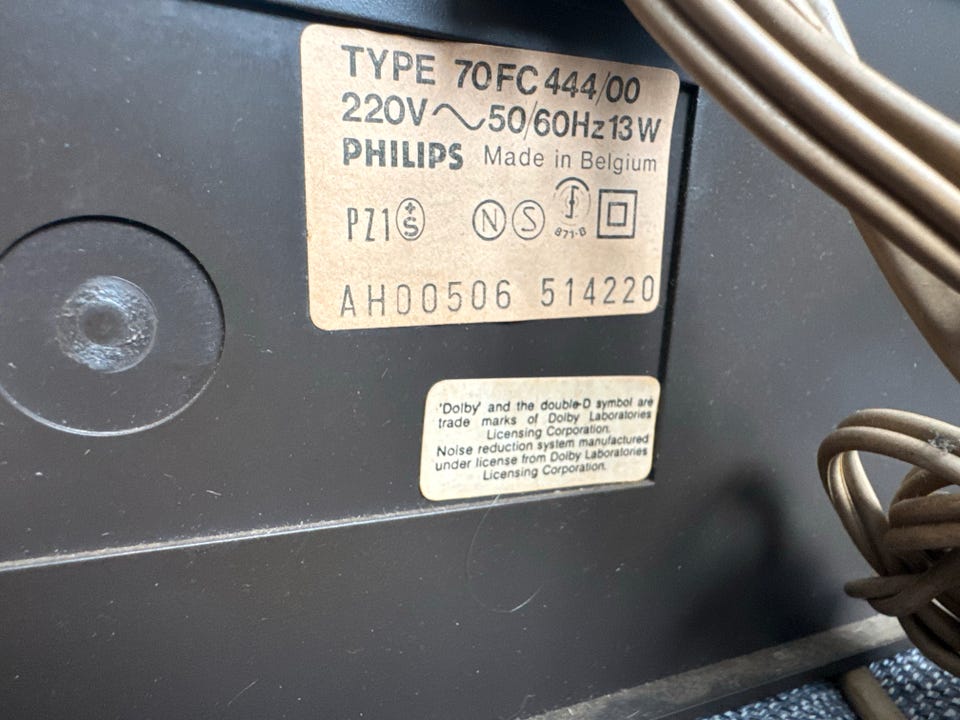 TYPE 70FC444/00
220V ~ 50/60Hz 13W
PHILIPS Made in Belgium
PZ1 S N S 871-B
AH00506 514220
'Dolby' and the double-D symbol are
trade marks of Dolby Laboratories
Licensing Corporation.
Noise reduction system manufactured
under license from Dolby Laboratories
Licensing Corporation.